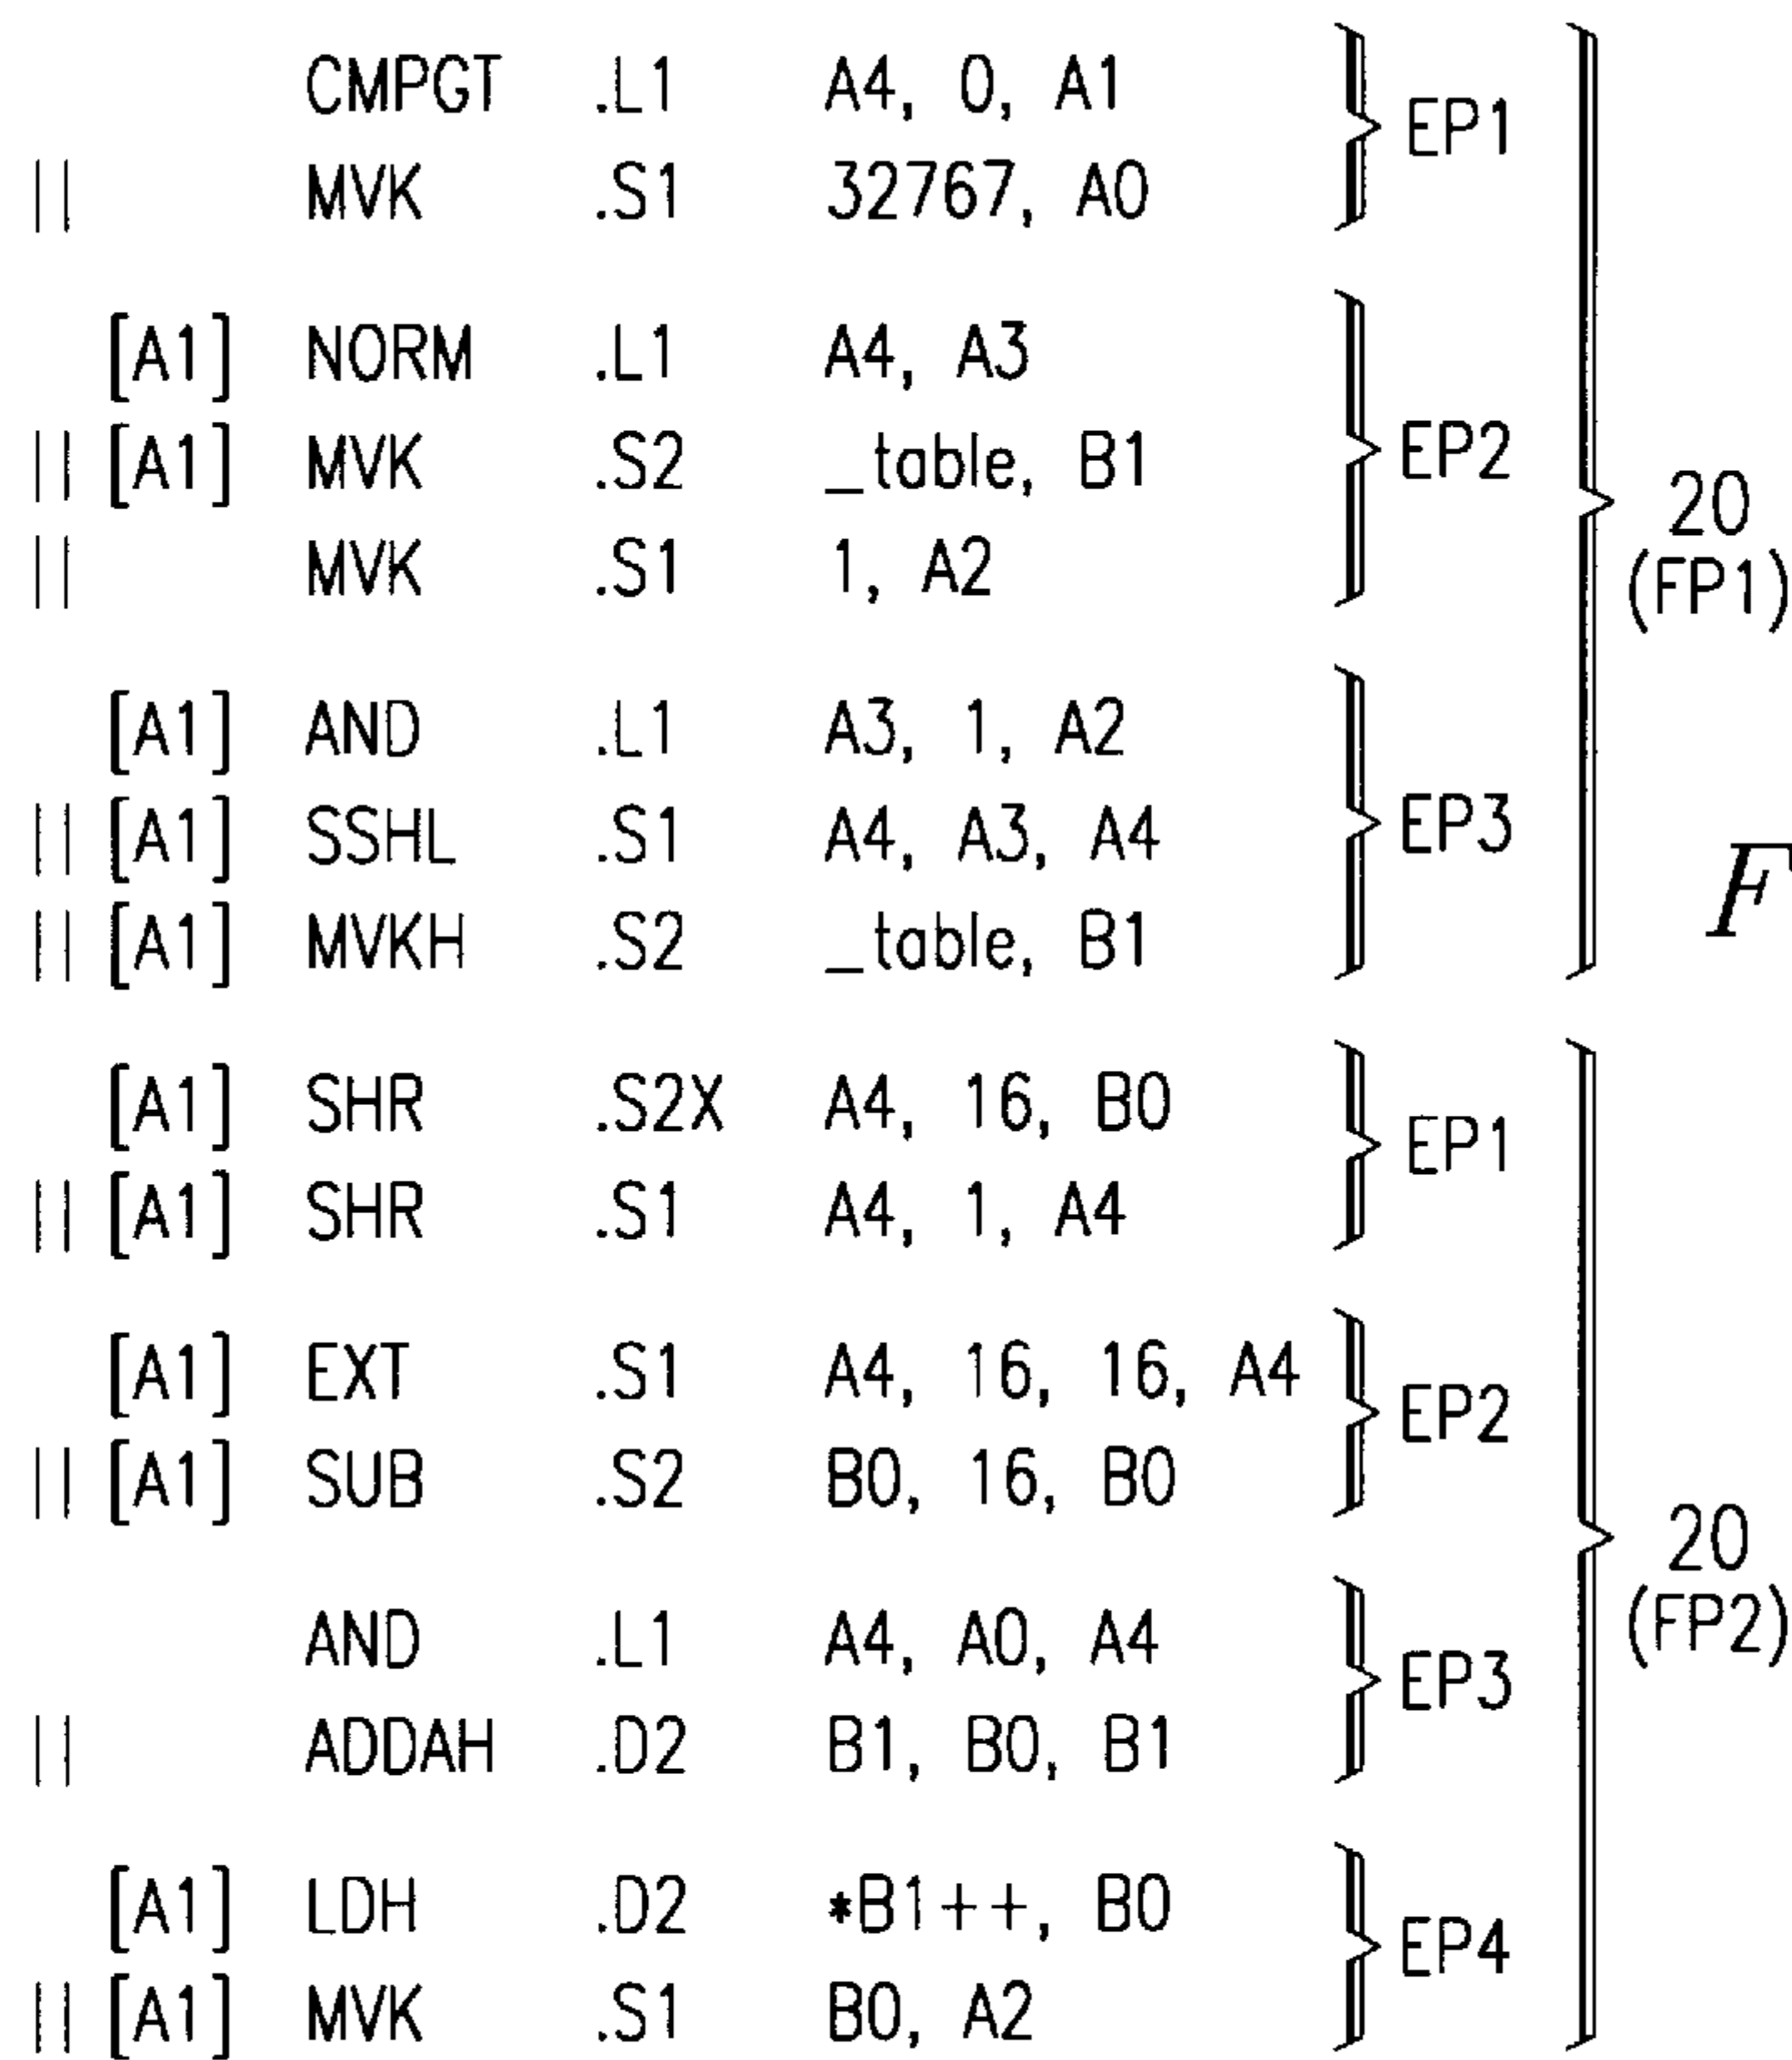 CMPGT .L1 A4, 0, A1
|| MVK .S1 32767, A0
EP1
[A1] NORM .L1 A4, A3
|| [A1] MVK .S2 _table, B1
|| MVK .S1 1, A2
EP2
[A1] AND .L1 A3, 1, A2
|| [A1] SSHL .S1 A4, A3, A4
|| [A1] MVKH .S2 _table, B1
EP3
20
(FP1)
F
[A1] SHR .S2X A4, 16, B0
|| [A1] SHR .S1 A4, 1, A4
EP1
[A1] EXT .S1 A4, 16, 16, A4
|| [A1] SUB .S2 B0, 16, B0
EP2
AND .L1 A4, A0, A4
|| ADDAH .D2 B1, B0, B1
EP3
[A1] LDH .D2 *B1++, B0
|| [A1] MVK .S1 B0, A2
EP4
20
(FP2)